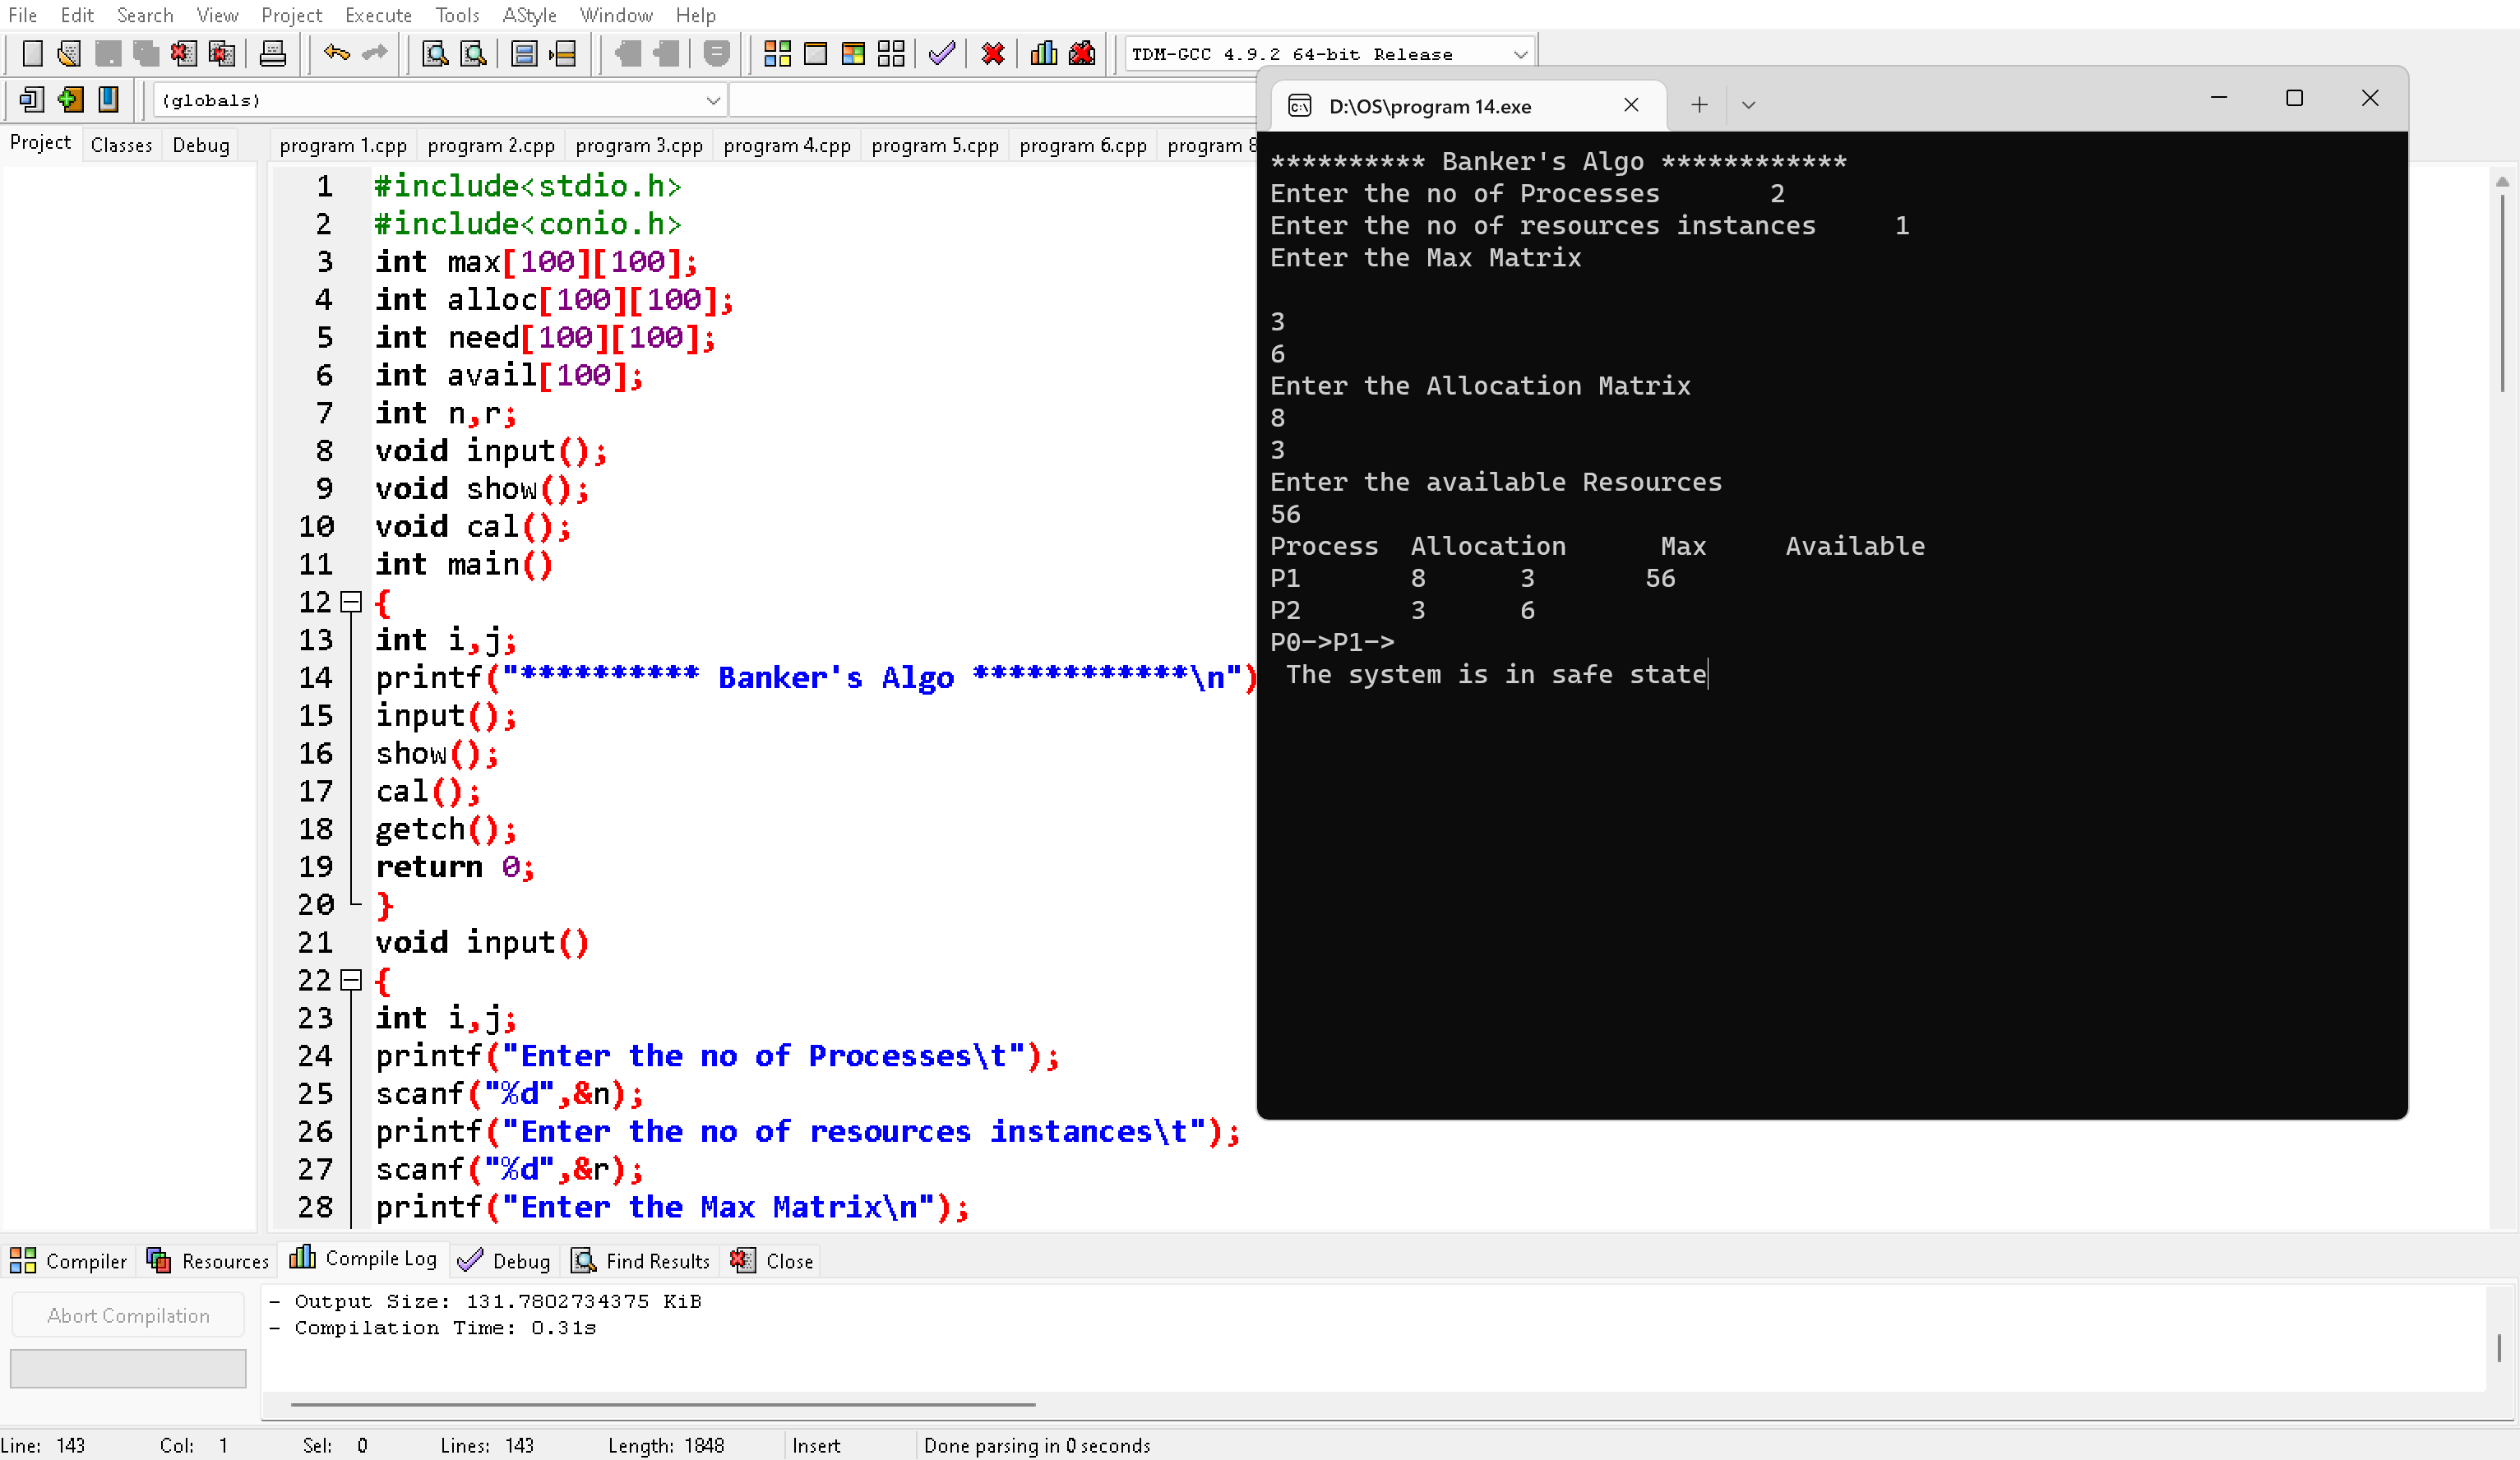 File Edit Search View Project Execute Tools AStyle Window Help
TDM-GCC 4.9.2 64-bit Release
(globals)
D:\OS\program 14.exe
Project Classes Debug
program 1.cpp program 2.cpp program 3.cpp program 4.cpp program 5.cpp program 6.cpp program 8
1 #include<stdio.h>
2 #include<conio.h>
3 int max[100][100];
4 int alloc[100][100];
5 int need[100][100];
6 int avail[100];
7 int n,r;
8 void input();
9 void show();
10 void cal();
11 int main()
12 {
13 int i,j;
14 printf("********** Banker's Algo ************\n")
15 input();
16 show();
17 cal();
18 getch();
19 return 0;
20 }
21 void input()
22 {
23 int i,j;
24 printf("Enter the no of Processes\t");
25 scanf("%d",&n);
26 printf("Enter the no of resources instances\t");
27 scanf("%d",&r);
28 printf("Enter the Max Matrix\n");
********** Banker's Algo ************
Enter the no of Processes 2
Enter the no of resources instances 1
Enter the Max Matrix
3
6
Enter the Allocation Matrix
8
3
Enter the available Resources
56
Process Allocation Max Available
P1 8 3 56
P2 3 6
P0->P1->
The system is in safe state
Compiler Resources Compile Log Debug Find Results Close
Abort Compilation
- Output Size: 131.7802734375 KiB
- Compilation Time: 0.31s
Line: 143 Col: 1 Sel: 0 Lines: 143 Length: 1848 Insert Done parsing in 0 seconds